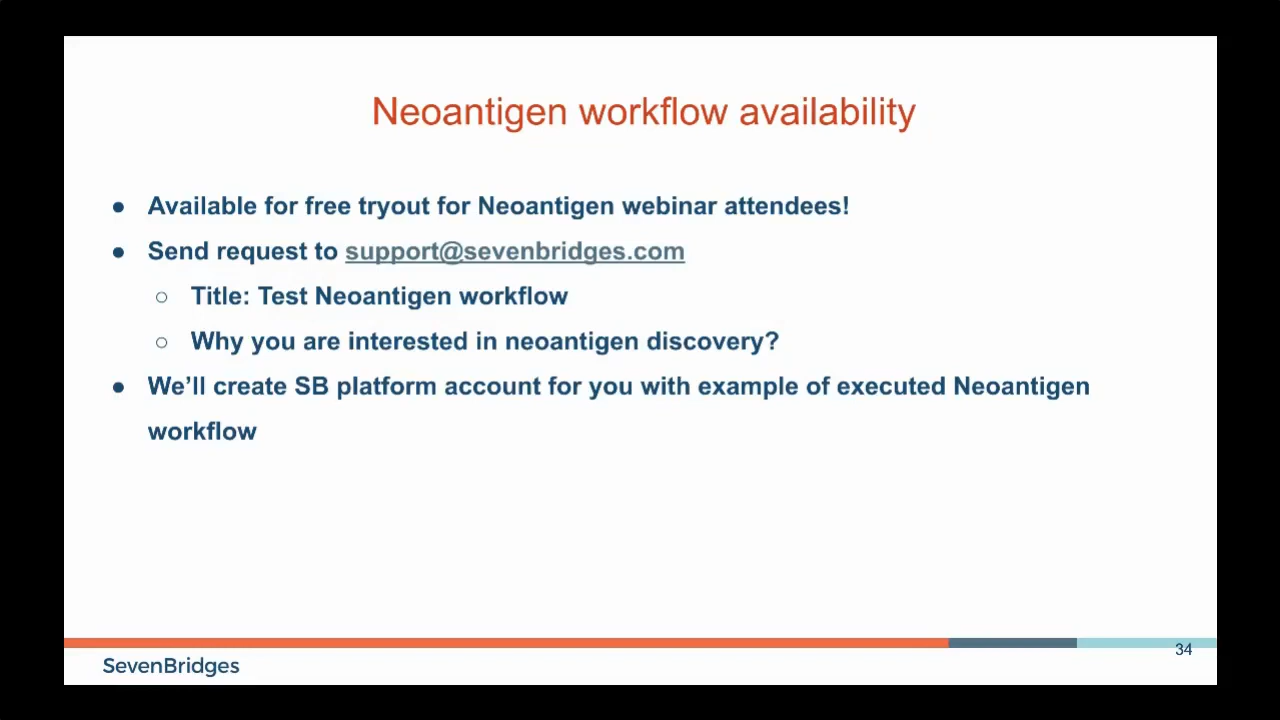 Neoantigen workflow availability
● Available for free tryout for Neoantigen webinar attendees!
● Send request to support@sevenbridges.com
○ Title: Test Neoantigen workflow
○ Why you are interested in neoantigen discovery?
● We’ll create SB platform account for you with example of executed Neoantigen
workflow
34
SevenBridges